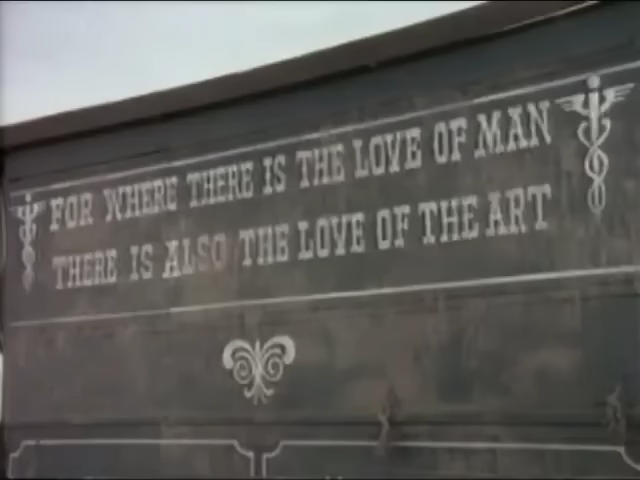 FOR WHERE THERE IS THE LOVE OF MAN
THERE IS ALSO THE LOVE OF THE ART